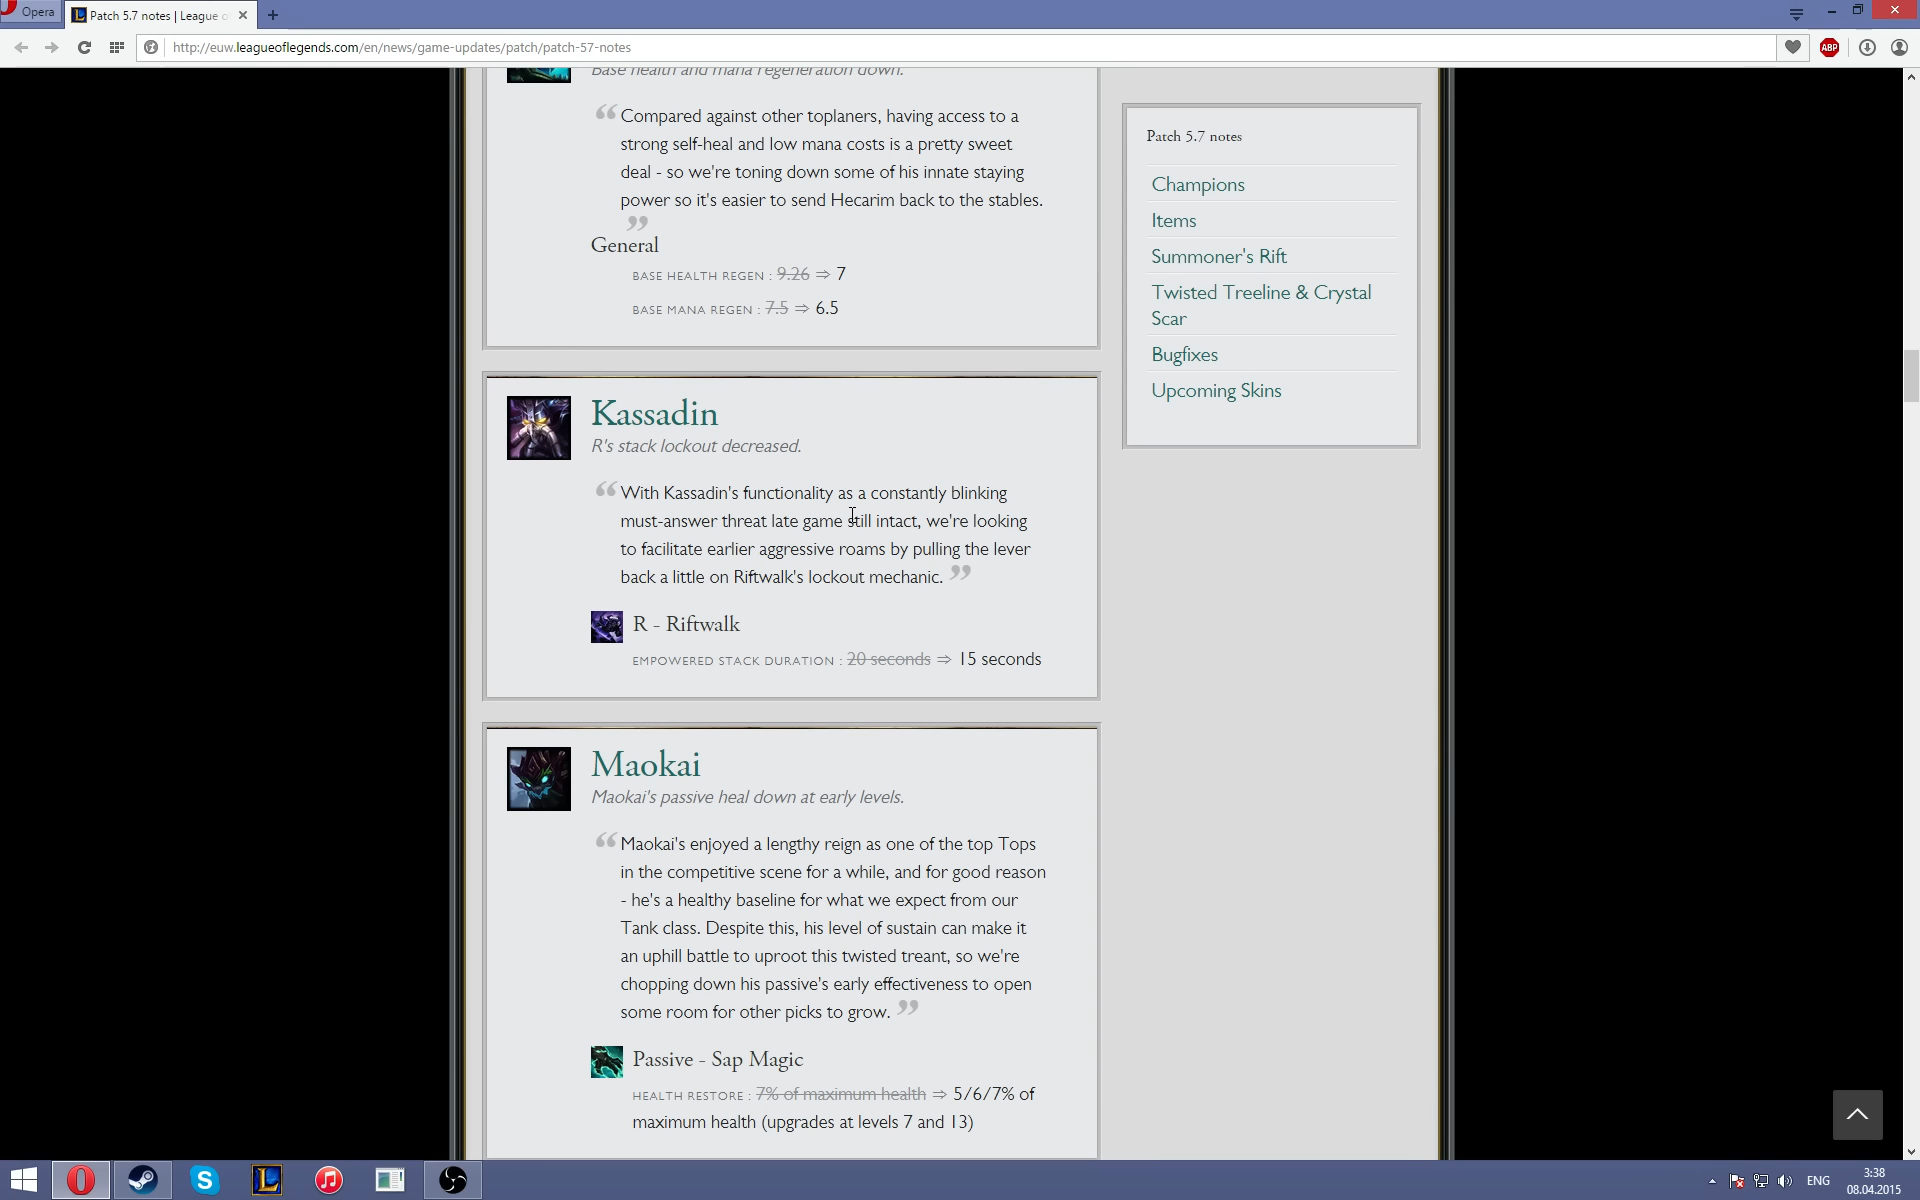 Opera
Patch 5.7 notes | League o
http://euw.leagueoflegends.com/en/news/game-updates/patch/patch-57-notes
ABP
Base health and mana regeneration down.
“ Compared against other toplaners, having access to a
strong self-heal and low mana costs is a pretty sweet
deal - so we're toning down some of his innate staying
power so it's easier to send Hecarim back to the stables.
”
General
BASE HEALTH REGEN : 9.26 ⇒ 7
BASE MANA REGEN : 7.5 ⇒ 6.5
Kassadin
R's stack lockout decreased.
“ With Kassadin's functionality as a constantly blinking
must-answer threat late game still intact, we're looking
to facilitate earlier aggressive roams by pulling the lever
back a little on Riftwalk's lockout mechanic. ”
R - Riftwalk
EMPOWERED STACK DURATION : 20 seconds ⇒ 15 seconds
Maokai
Maokai's passive heal down at early levels.
“ Maokai's enjoyed a lengthy reign as one of the top Tops
in the competitive scene for a while, and for good reason
- he's a healthy baseline for what we expect from our
Tank class. Despite this, his level of sustain can make it
an uphill battle to uproot this twisted treant, so we're
chopping down his passive's early effectiveness to open
some room for other picks to grow. ”
Passive - Sap Magic
HEALTH RESTORE : 7% of maximum health ⇒ 5/6/7% of
maximum health (upgrades at levels 7 and 13)
Patch 5.7 notes
Champions
Items
Summoner's Rift
Twisted Treeline & Crystal
Scar
Bugfixes
Upcoming Skins
ENG
3:38
08.04.2015